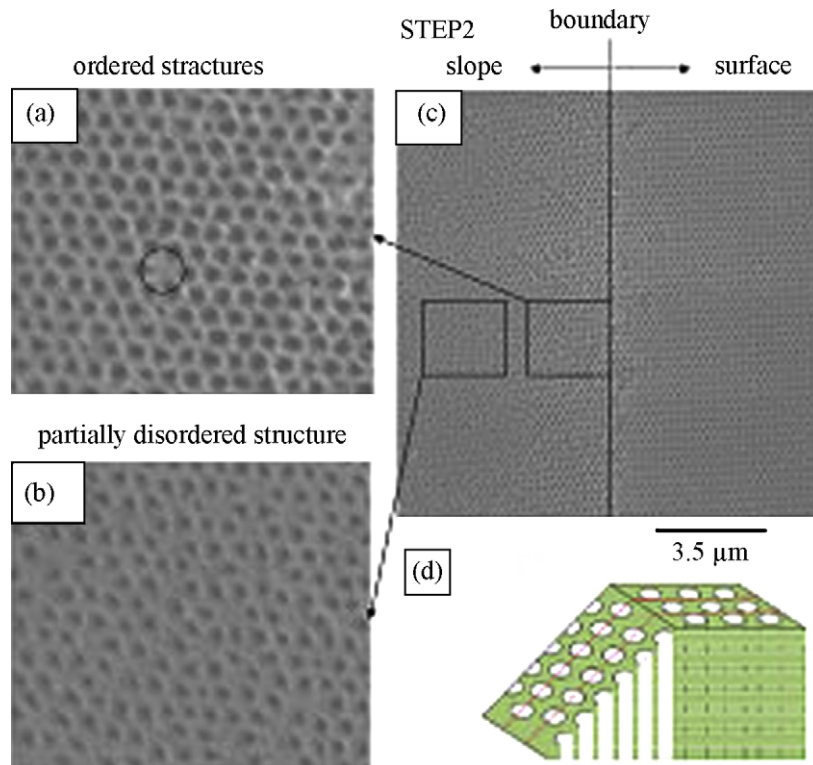 STEP2
boundary
ordered stractures
slope
surface
(a)
(c)
partially disordered structure
(b)
3.5 µm
(d)